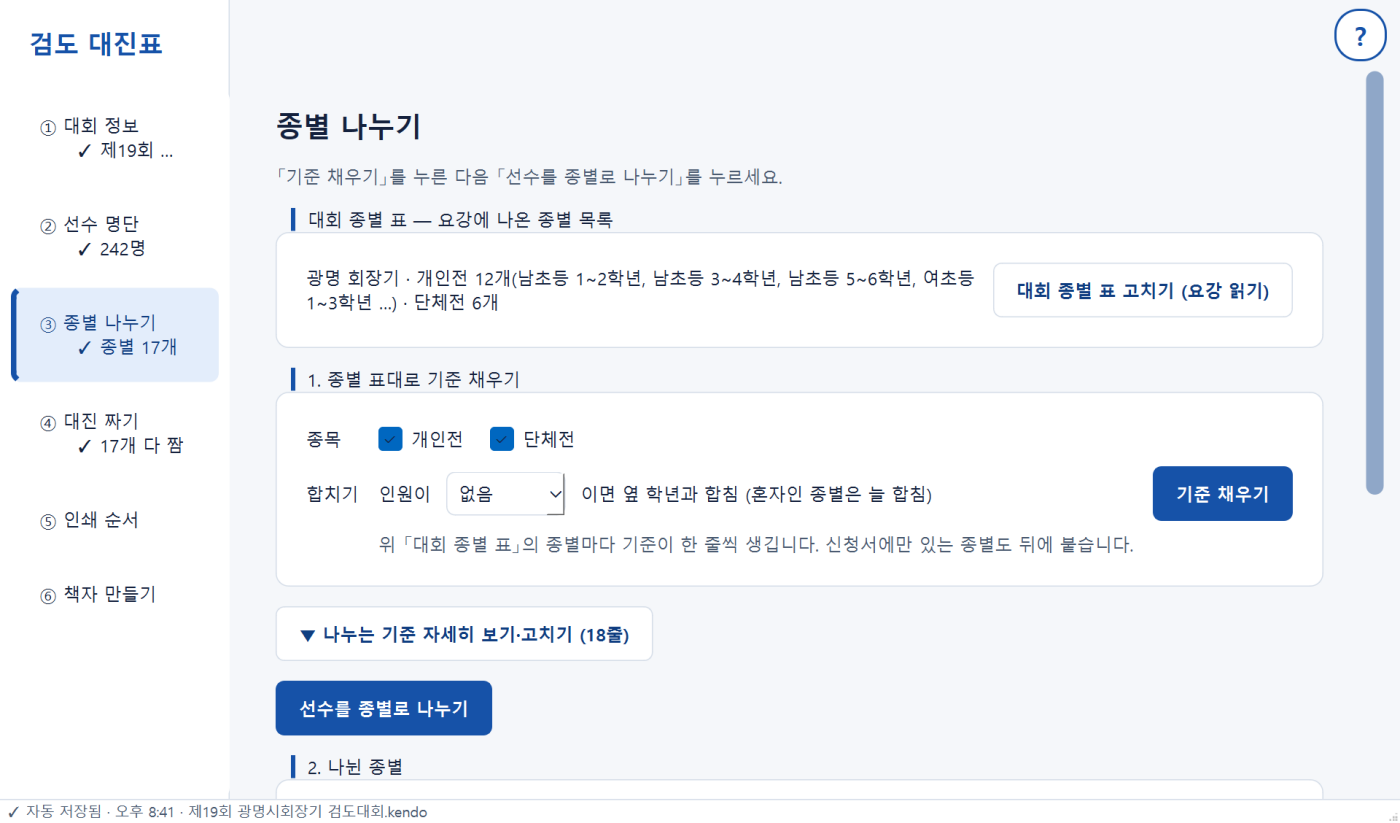 검도 대진표
?
① 대회 정보
✓ 제19회 ...
② 선수 명단
✓ 242명
③ 종별 나누기
✓ 종별 17개
④ 대진 짜기
✓ 17개 다 짬
⑤ 인쇄 순서
⑥ 책자 만들기
종별 나누기
「기준 채우기」를 누른 다음 「선수를 종별로 나누기」를 누르세요.
대회 종별 표 — 요강에 나온 종별 목록
광명 회장기 · 개인전 12개(남초등 1~2학년, 남초등 3~4학년, 남초등 5~6학년, 여초등
1~3학년 ...) · 단체전 6개
대회 종별 표 고치기 (요강 읽기)
1. 종별 표대로 기준 채우기
종목 개인전 단체전
합치기 인원이 없음 이면 옆 학년과 합침 (혼자인 종별은 늘 합침)
기준 채우기
위 「대회 종별 표」의 종별마다 기준이 한 줄씩 생깁니다. 신청서에만 있는 종별도 뒤에 붙습니다.
▼ 나누는 기준 자세히 보기·고치기 (18줄)
선수를 종별로 나누기
2. 나뉜 종별
✓ 자동 저장됨 · 오후 8:41 · 제19회 광명시회장기 검도대회.kendo